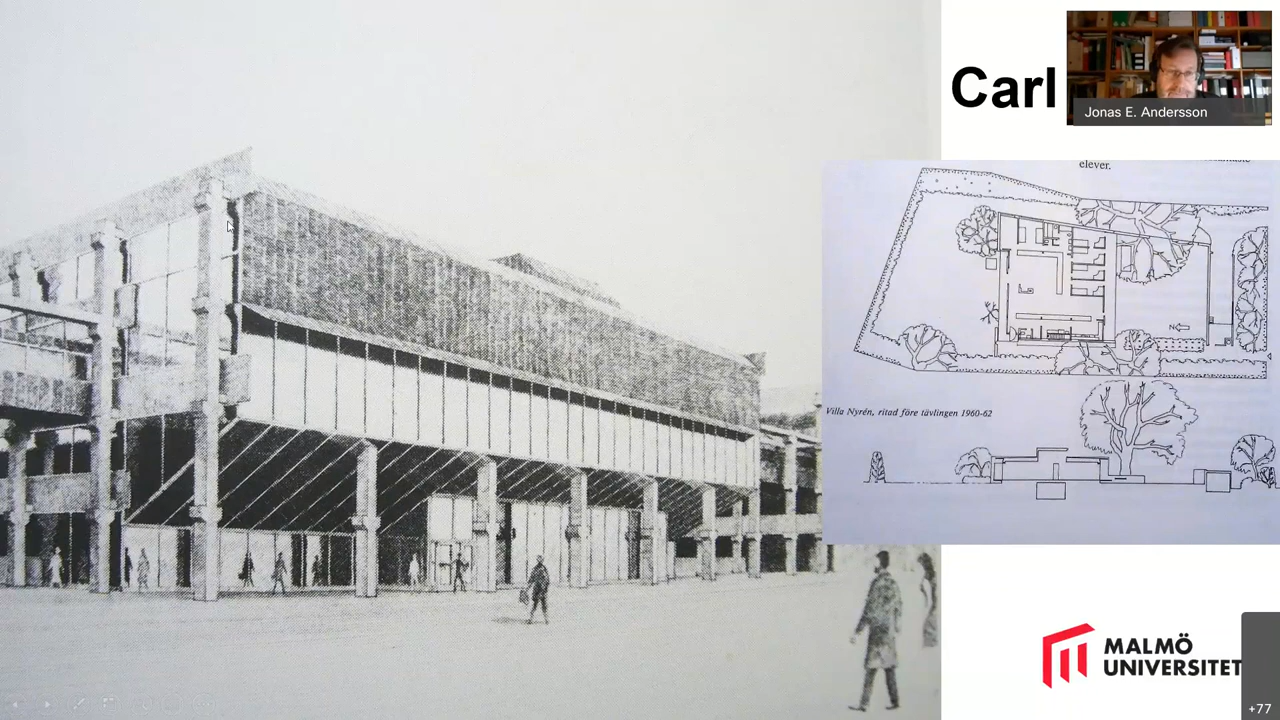 Carl
Jonas E. Andersson
elever.
N
Villa Nyrén, ritad före tävlingen 1960-62
MALMÖ
UNIVERSITET
+77